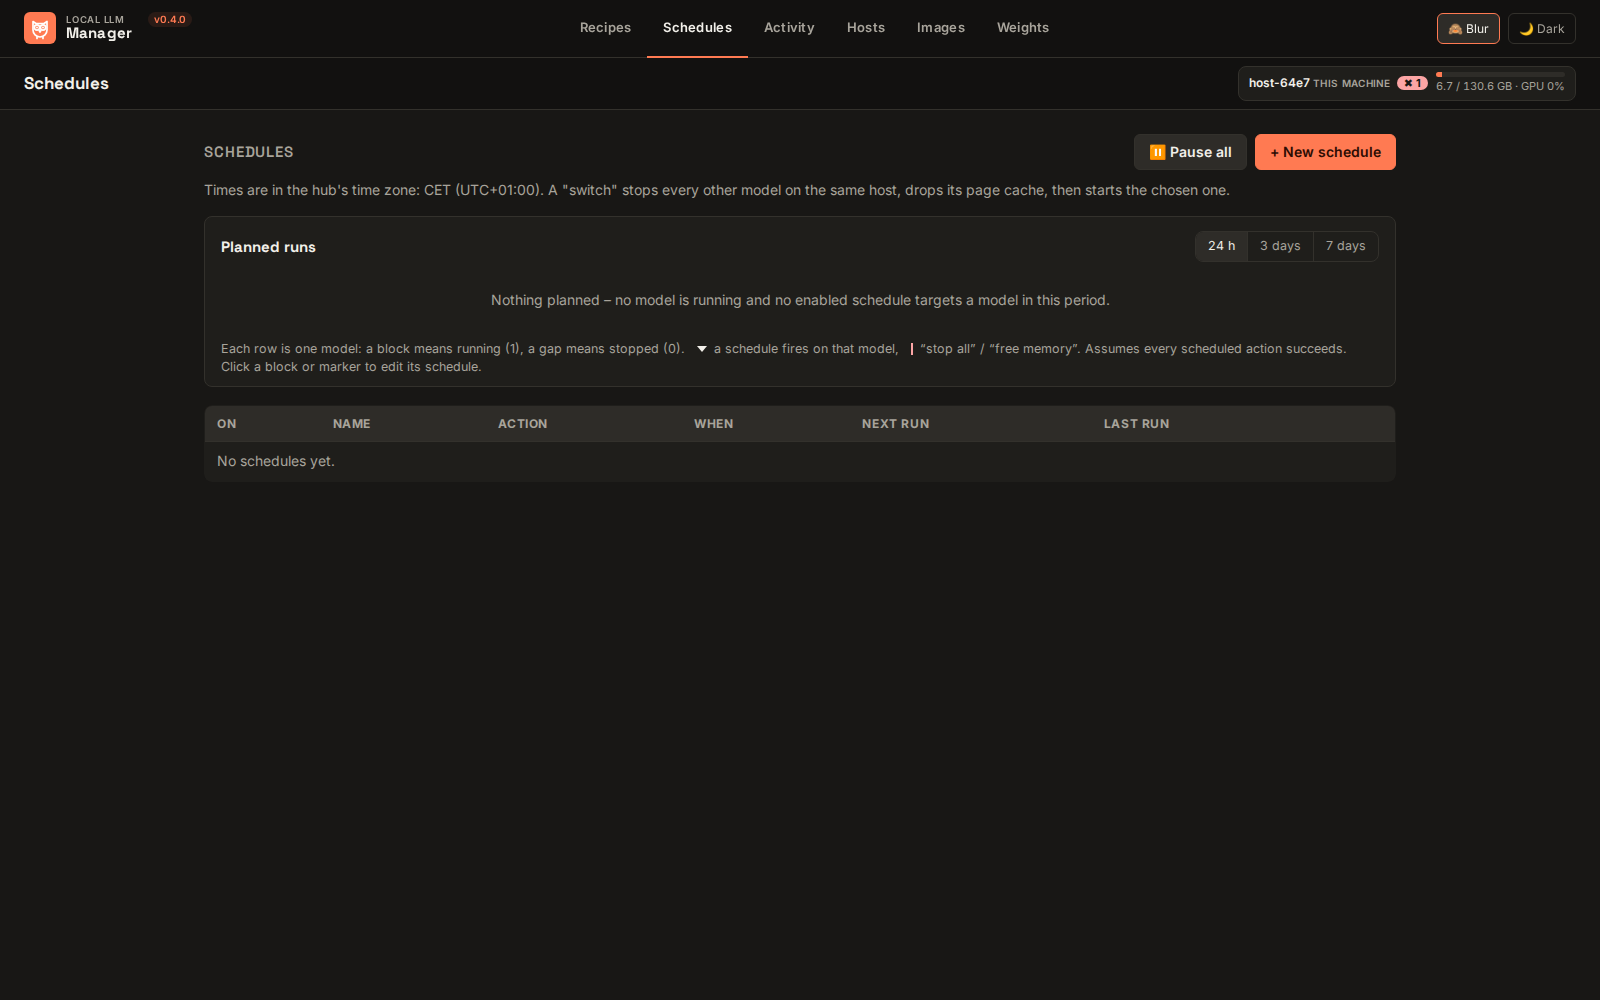 LOCAL LLM
Manager
v0.4.0
Recipes
Schedules
Activity
Hosts
Images
Weights
🙈 Blur
🌙 Dark
Schedules
host-64e7 THIS MACHINE ✖ 1
6.7 / 130.6 GB · GPU 0%
SCHEDULES
⏸️ Pause all
+ New schedule
Times are in the hub's time zone: CET (UTC+01:00). A "switch" stops every other model on the same host, drops its page cache, then starts the chosen one.
Planned runs
24 h
3 days
7 days
Nothing planned – no model is running and no enabled schedule targets a model in this period.
Each row is one model: a block means running (1), a gap means stopped (0). a schedule fires on that model, “stop all” / “free memory”. Assumes every scheduled action succeeds.
Click a block or marker to edit its schedule.
ON NAME ACTION WHEN NEXT RUN LAST RUN
No schedules yet.